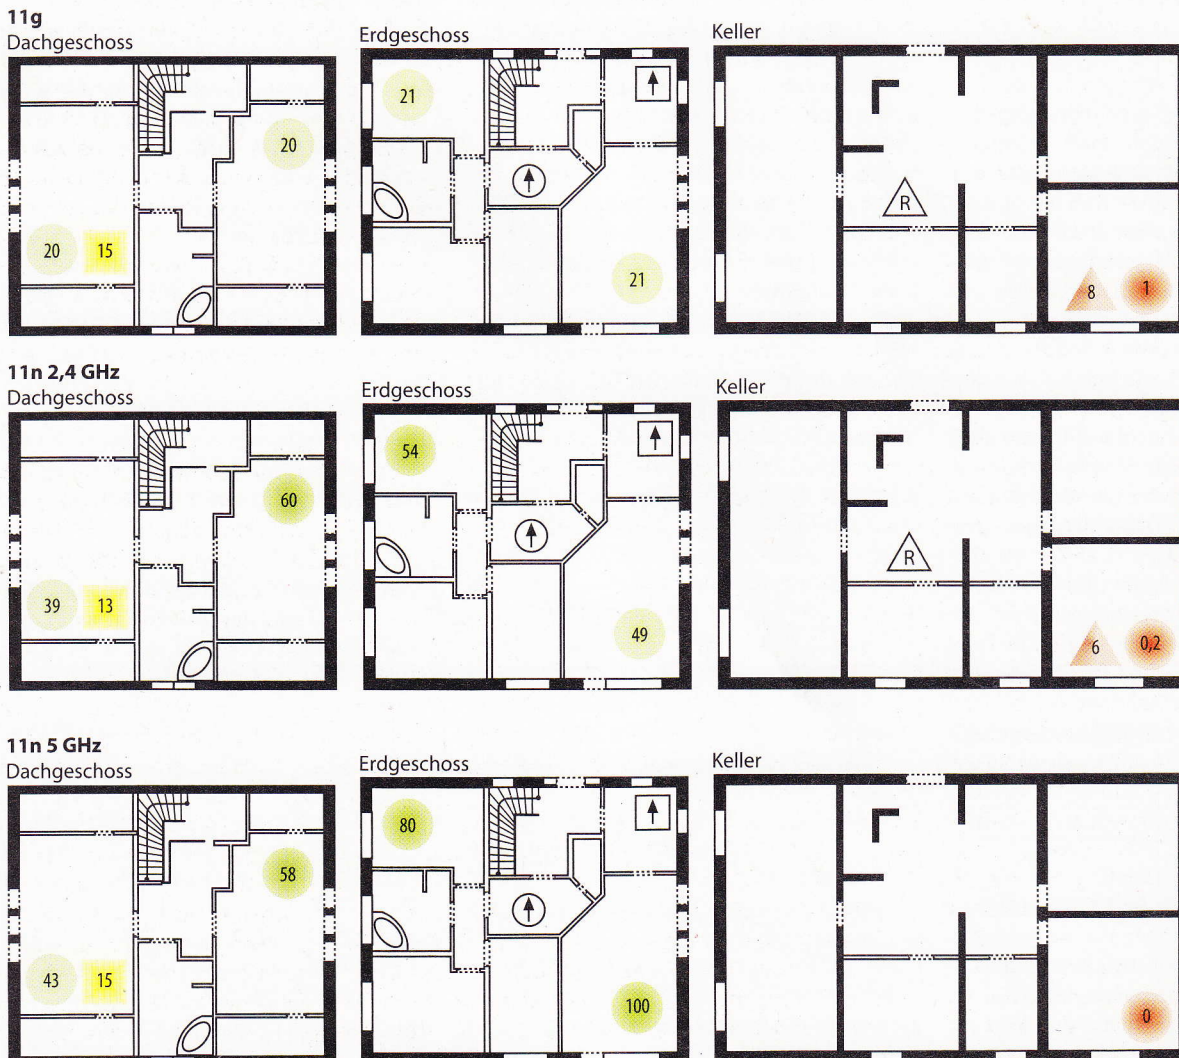 11g
Dachgeschoss
Erdgeschoss
Keller
21
20
20
15
21
R
8
1
11n 2,4 GHz
Dachgeschoss
Erdgeschoss
Keller
54
60
39
13
49
R
6
0,2
11n 5 GHz
Dachgeschoss
Erdgeschoss
Keller
80
58
43
15
100
0